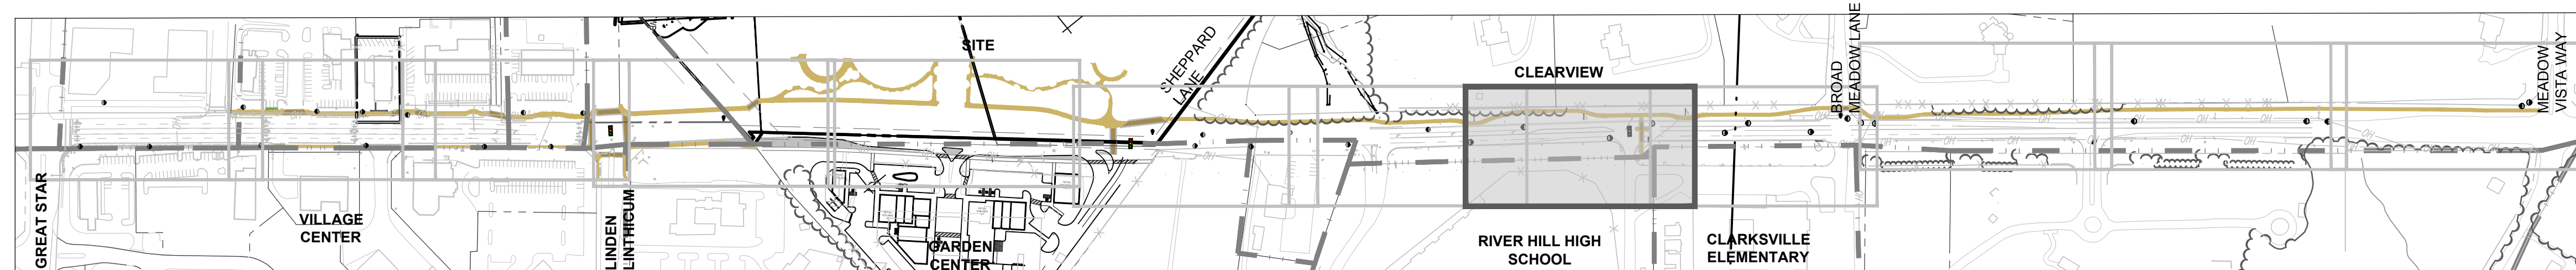 GREAT STAR
VILLAGE
CENTER
LINDEN
LINTHICUM
SITE
GARDEN
CENTER
SHEPPARD
LANE
CLEARVIEW
RIVER HILL HIGH
SCHOOL
CLARKSVILLE
ELEMENTARY
BROAD
MEADOW LANE
MEADOW
VISTA WAY